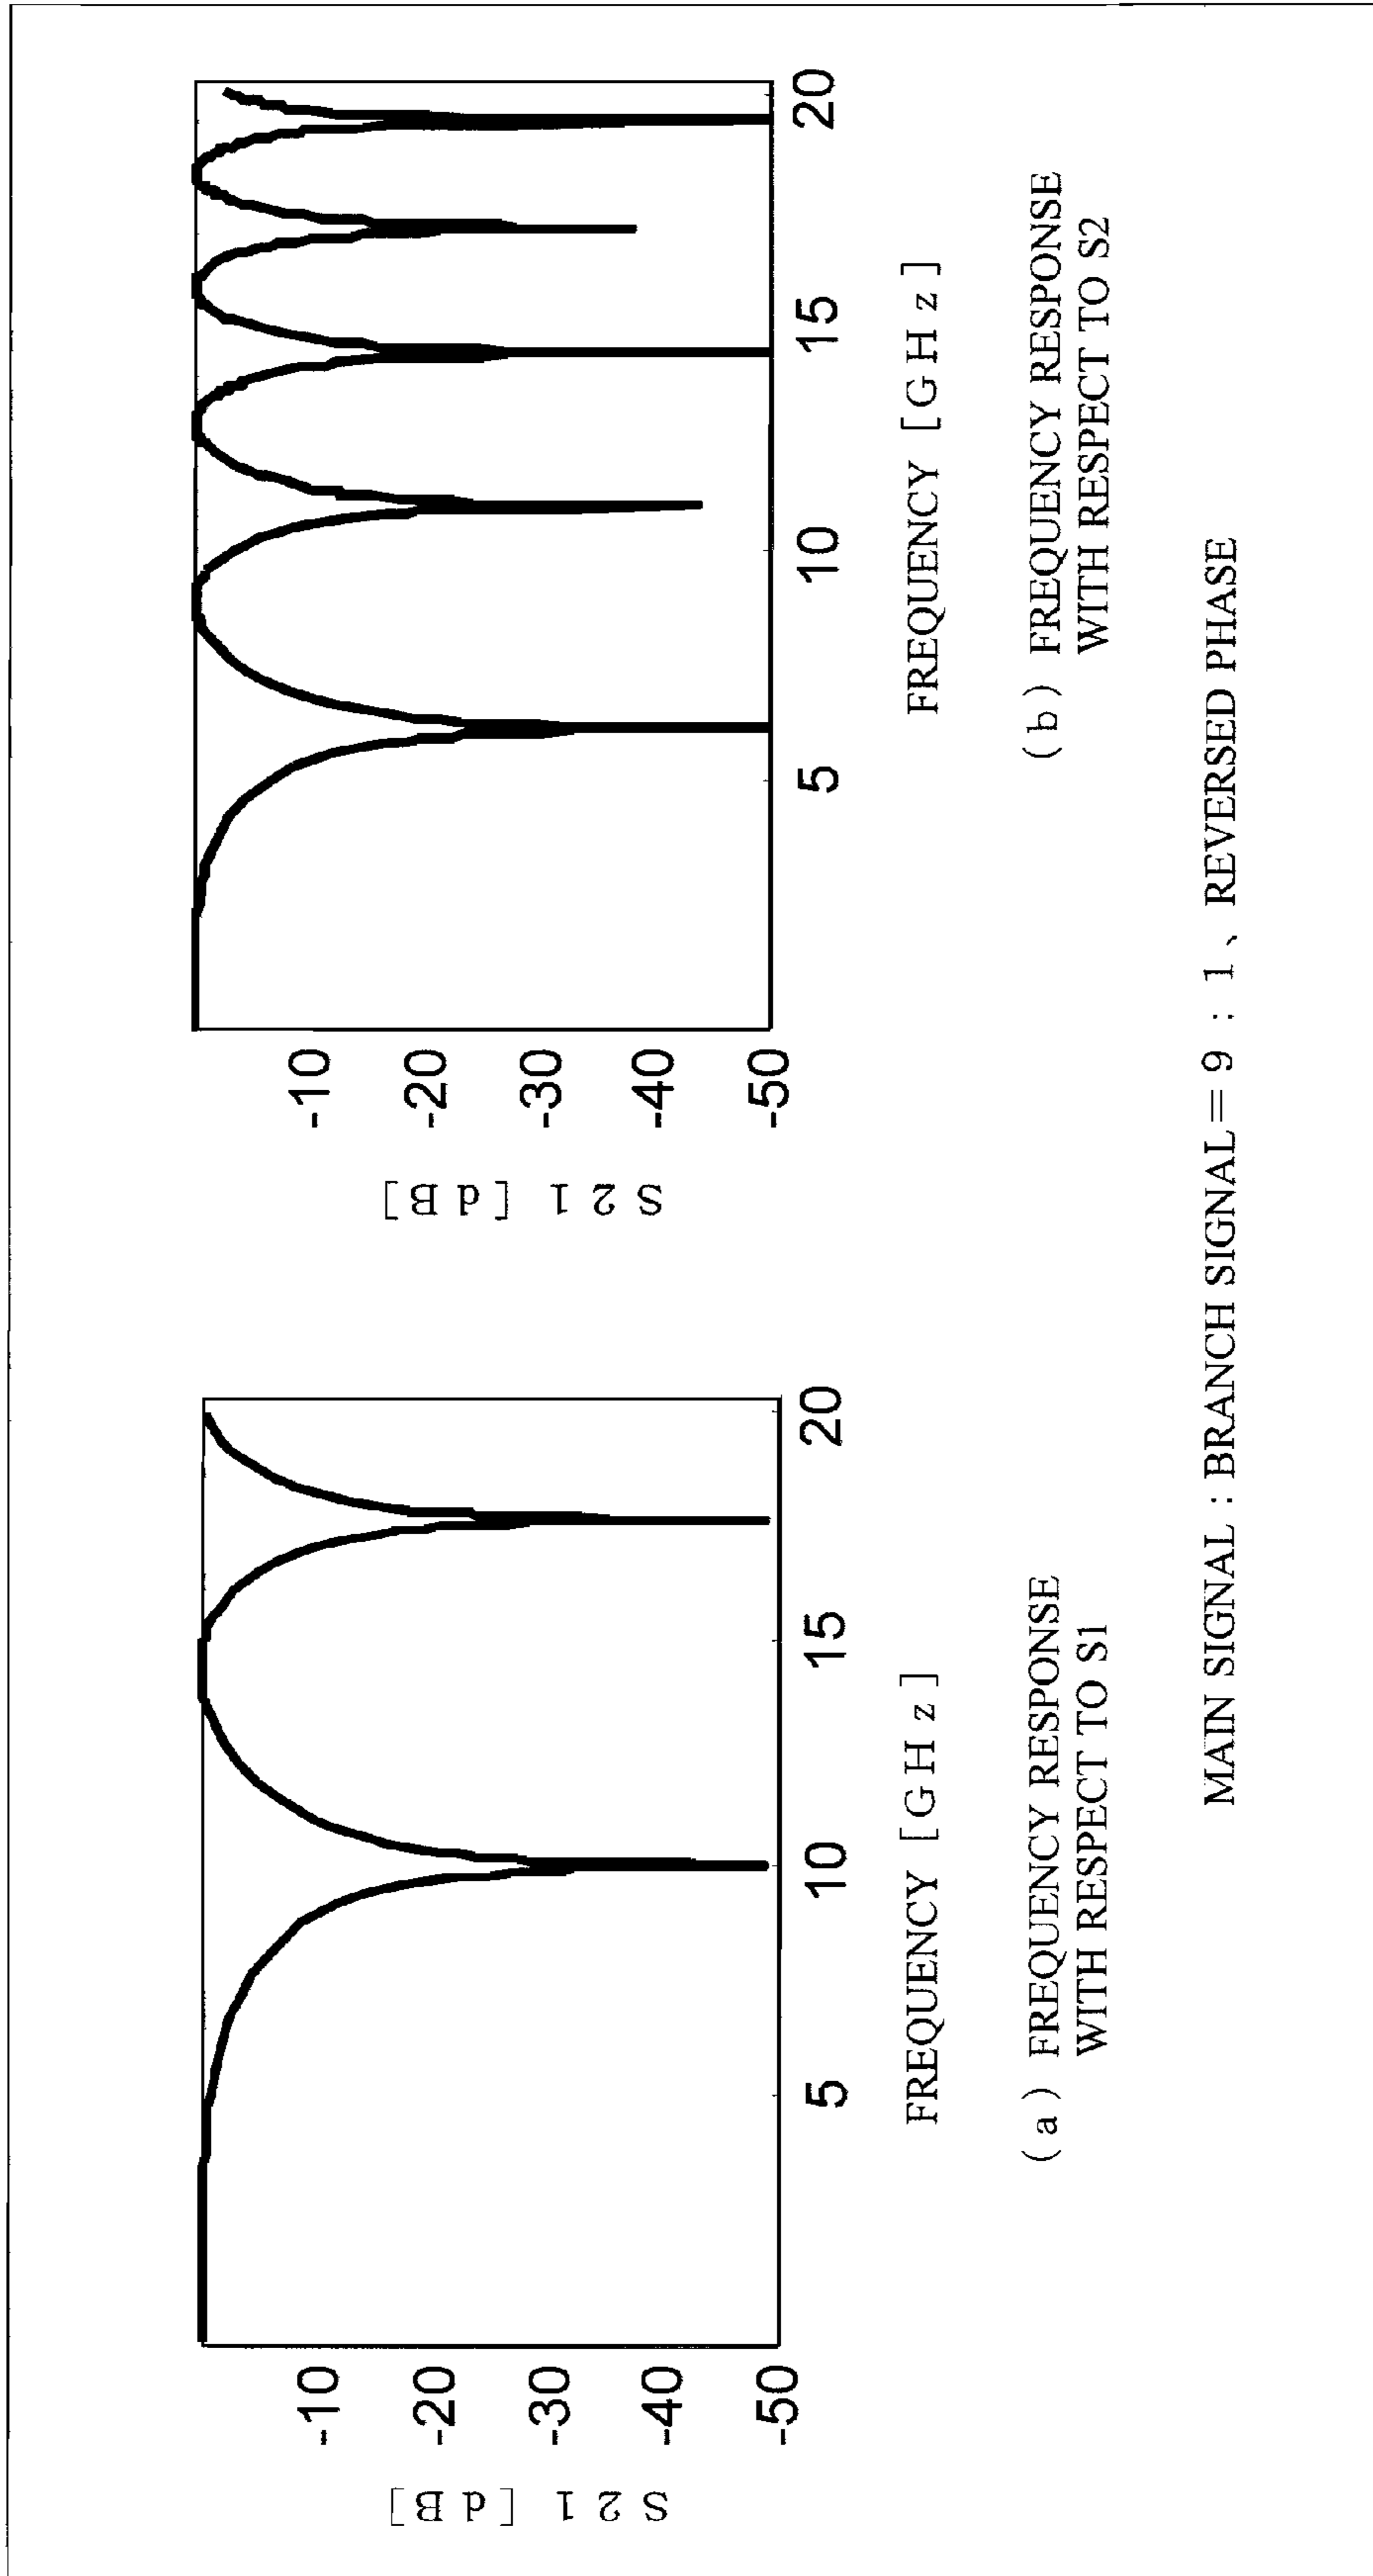 S21 [dB]
-10
-20
-30
-40
-50
5
10
15
20
FREQUENCY [GHz]
(a) FREQUENCY RESPONSE
WITH RESPECT TO S1
S21 [dB]
-10
-20
-30
-40
-50
5
10
15
20
FREQUENCY [GHz]
(b) FREQUENCY RESPONSE
WITH RESPECT TO S2
MAIN SIGNAL : BRANCH SIGNAL = 9 : 1、REVERSED PHASE